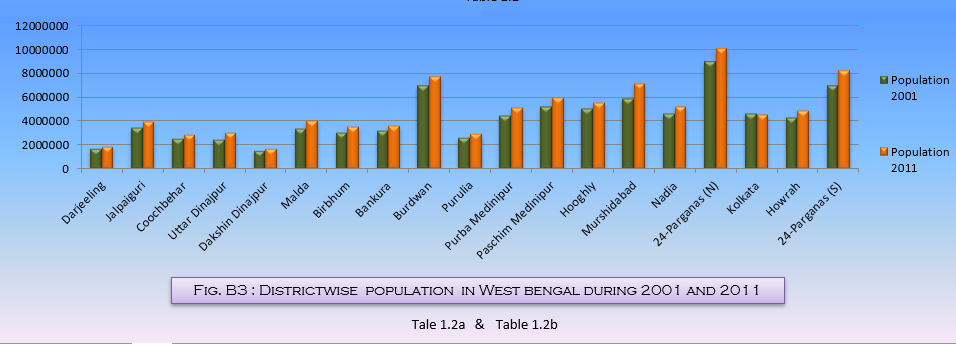 12000000
10000000
8000000
6000000
4000000
2000000
0
Darjeeling
Jalpaiguri
Coochbehar
Uttar Dinajpur
Dakshin Dinajpur
Malda
Birbhum
Bankura
Burdwan
Purulia
Purba Medinipur
Paschim Medinipur
Hooghly
Murshidabad
Nadia
24-Parganas (N)
Kolkata
Howrah
24-Parganas (S)
Population
2001
Population
2011
Fig. B3 : Districtwise population in West bengal during 2001 and 2011
Tale 1.2a & Table 1.2b